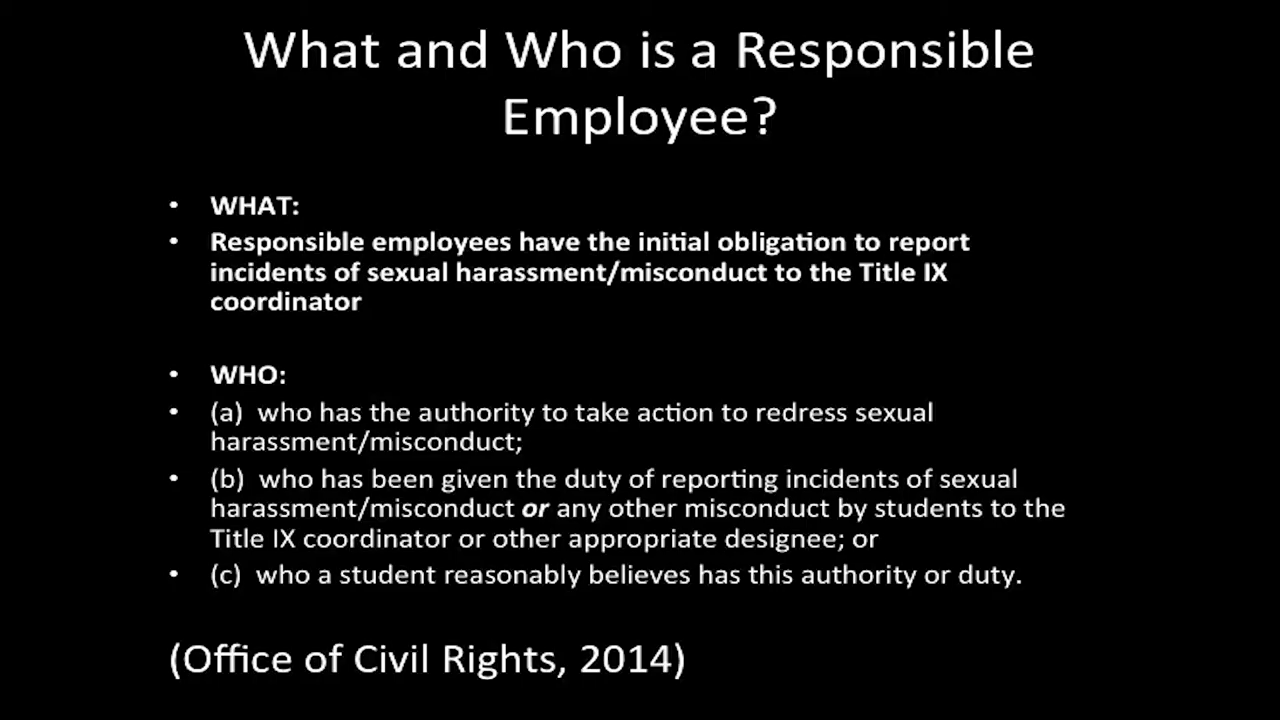 What and Who is a Responsible
Employee?
• WHAT:
• Responsible employees have the initial obligation to report
incidents of sexual harassment/misconduct to the Title IX
coordinator
• WHO:
• (a) who has the authority to take action to redress sexual
harassment/misconduct;
• (b) who has been given the duty of reporting incidents of sexual
harassment/misconduct or any other misconduct by students to the
Title IX coordinator or other appropriate designee; or
• (c) who a student reasonably believes has this authority or duty.
(Office of Civil Rights, 2014)